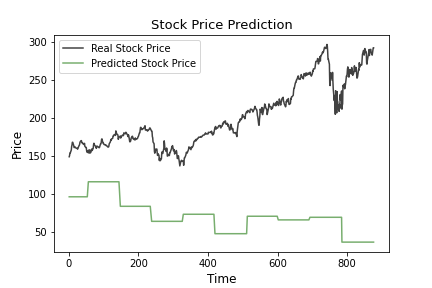 Stock Price Prediction
Real Stock Price
Predicted Stock Price
300
250
200
150
100
50
Price
0 200 400 600 800
Time